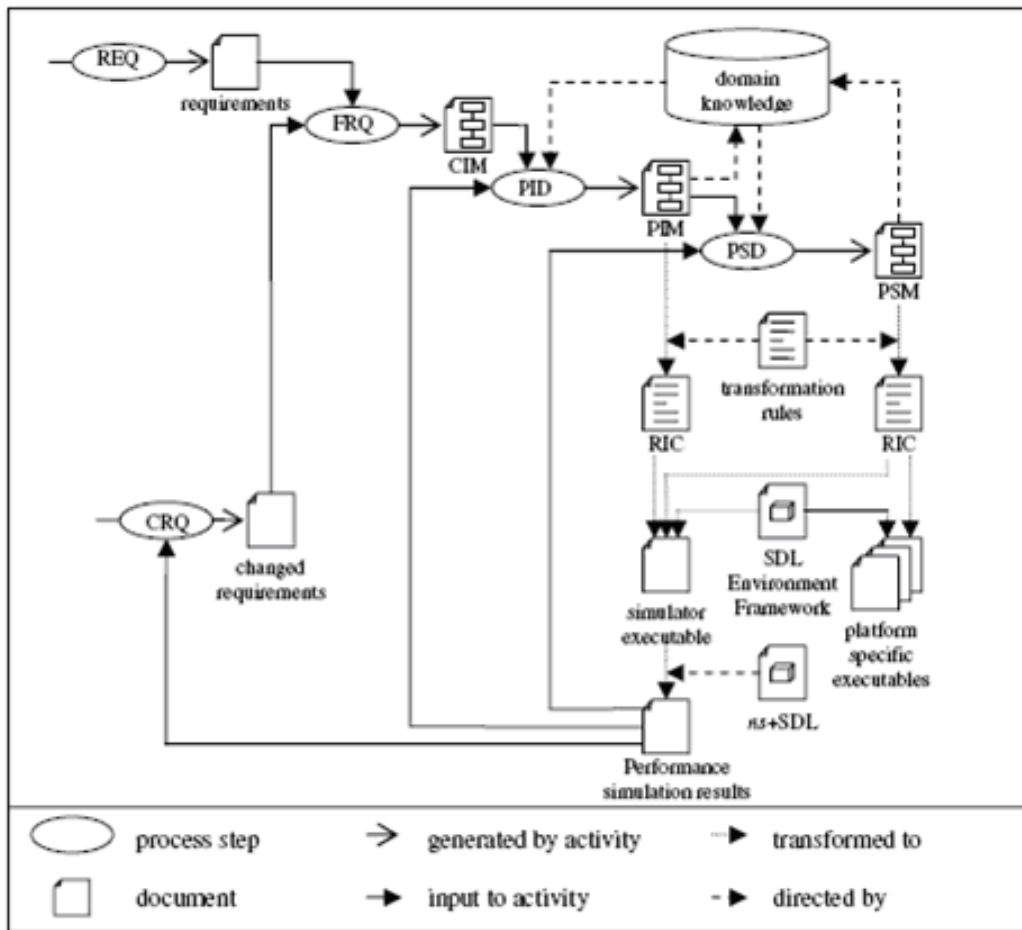 REQ
requirements
FRQ
CIM
domain
knowledge
PID
PIM
PSD
PSM
transformation
rules
RIC
RIC
CRQ
changed
requirements
SDL
Environment
Framework
simulator
executable
platform
specific
executables
ns+SDL
Performance
simulation results
process step
generated by activity
transformed to
document
input to activity
directed by